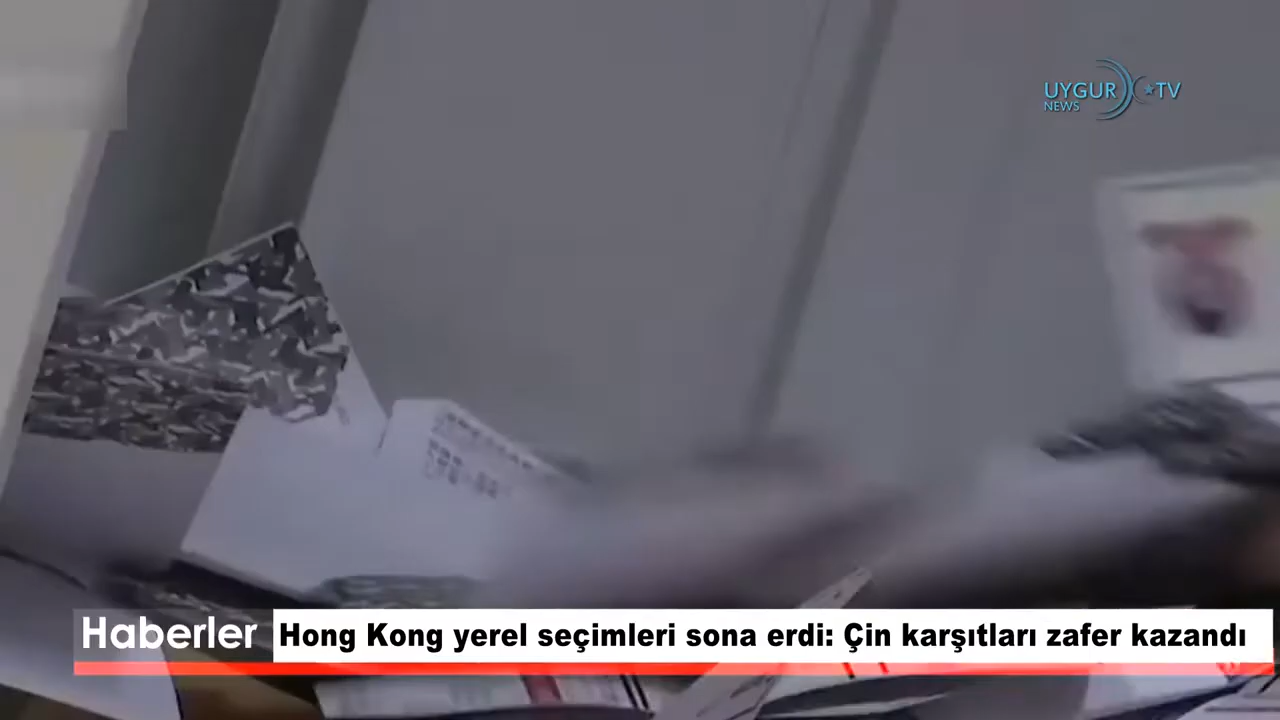 UYGUR TV
NEWS
Haberler
Hong Kong yerel seçimleri sona erdi: Çin karşıtları zafer kazandı